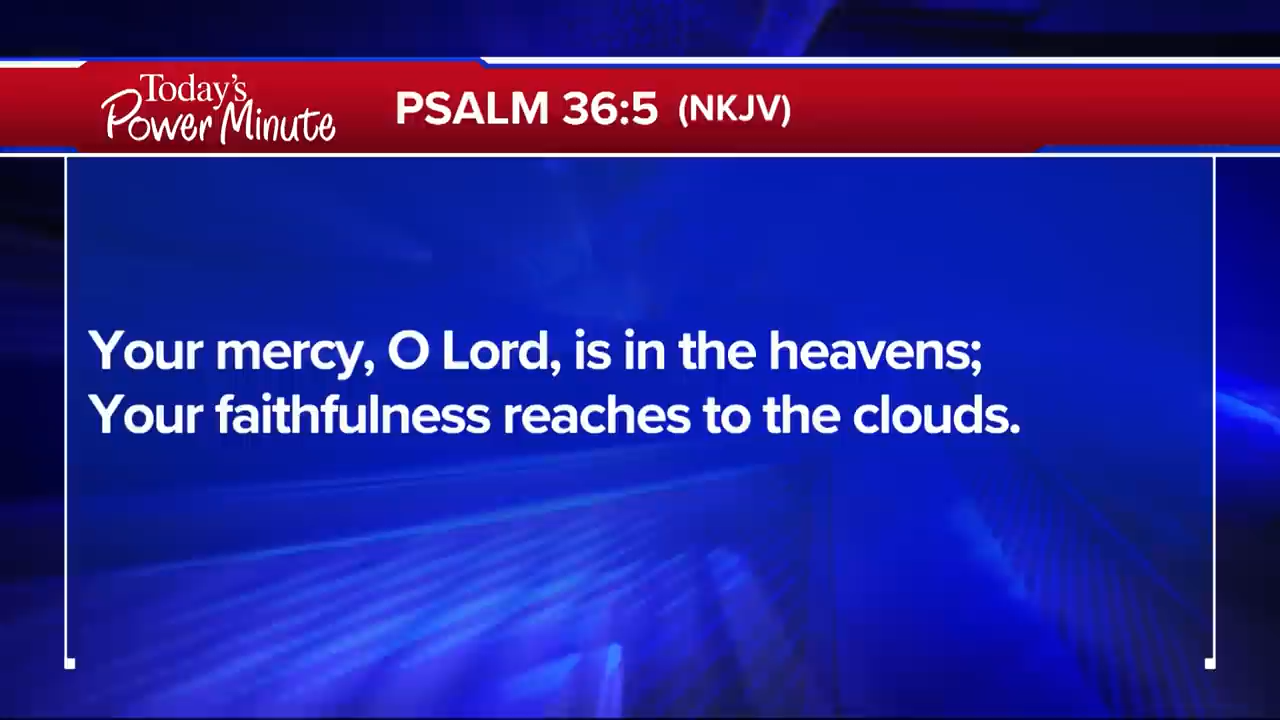 Today's
Power Minute
PSALM 36:5 (NKJV)
Your mercy, O Lord, is in the heavens;
Your faithfulness reaches to the clouds.